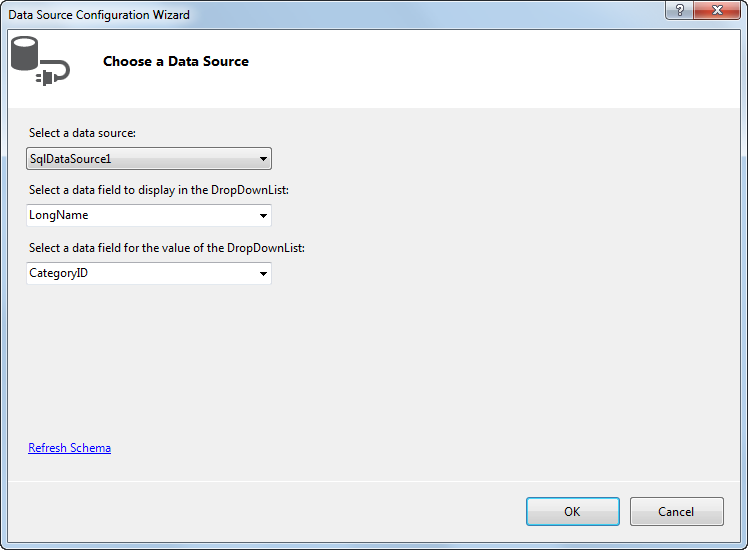 Data Source Configuration Wizard
?
Choose a Data Source
Select a data source:
SqlDataSource1
Select a data field to display in the DropDownList:
LongName
Select a data field for the value of the DropDownList:
CategoryID
Refresh Schema
OK
Cancel